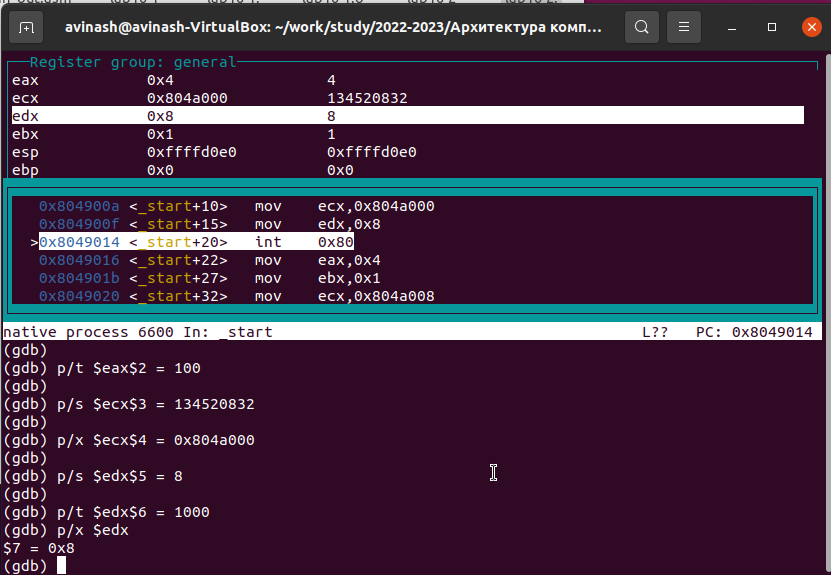 avinash@avinash-VirtualBox: ~/work/study/2022-2023/Архитектура комп...
Register group: general
eax 0x4 4
ecx 0x804a000 134520832
edx 0x8 8
ebx 0x1 1
esp 0xffffd0e0 0xffffd0e0
ebp 0x0 0x0
0x804900a <_start+10> mov ecx,0x804a000
0x804900f <_start+15> mov edx,0x8
>0x8049014 <_start+20> int 0x80
0x8049016 <_start+22> mov eax,0x4
0x804901b <_start+27> mov ebx,0x1
0x8049020 <_start+32> mov ecx,0x804a008
native process 6600 In: _start L?? PC: 0x8049014
(gdb)
(gdb) p/t $eax$2 = 100
(gdb)
(gdb) p/s $ecx$3 = 134520832
(gdb)
(gdb) p/x $ecx$4 = 0x804a000
(gdb)
(gdb) p/s $edx$5 = 8
(gdb)
(gdb) p/t $edx$6 = 1000
(gdb) p/x $edx
$7 = 0x8
(gdb)